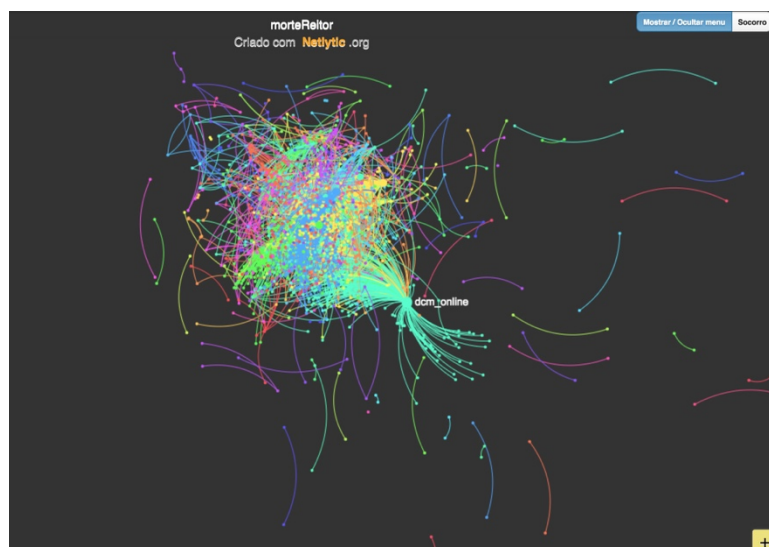 morteReitor
Criado com Netlytic .org
Mostrar / Ocultar menu
Socorro
dcm_online
+